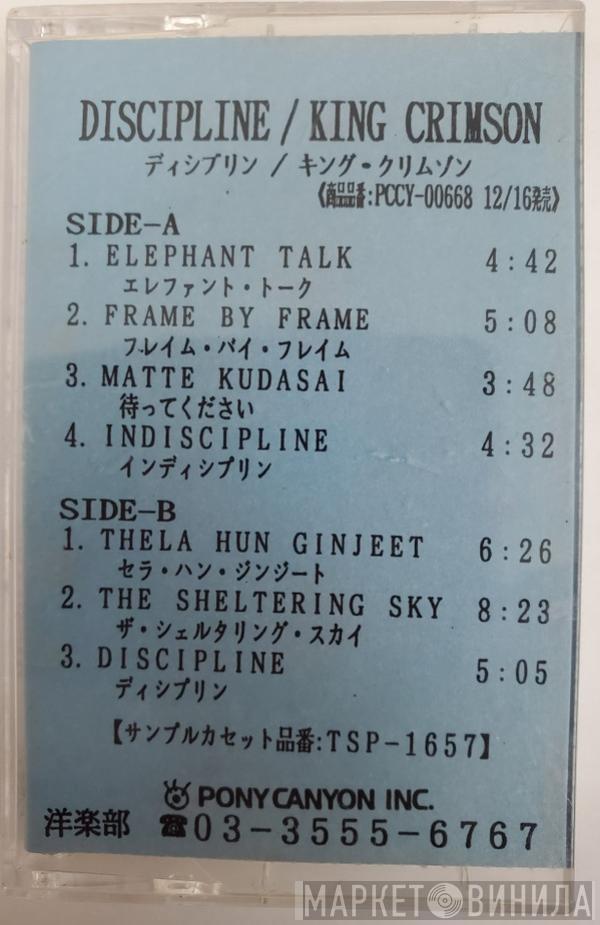 DISCIPLINE / KING CRIMSON
ディシプリン / キング・クリムゾン
《商品品番:PCCY-00668 12/16発売》
SIDE-A
1. ELEPHANT TALK 4:42
エレファント・トーク
2. FRAME BY FRAME 5:08
フレイム・バイ・フレイム
3. MATTE KUDASAI 3:48
待ってください
4. INDISCIPLINE 4:32
インディシプリン
SIDE-B
1. THELA HUN GINJEET 6:26
セラ・ハン・ジンジート
2. THE SHELTERING SKY 8:23
ザ・シェルタリング・スカイ
3. DISCIPLINE 5:05
ディシプリン
【サンプルカセット品番:TSP-1657】
PONY CANYON INC.
洋楽部 ☎03-3555-6767
МАРКЕТ ВИНИЛА